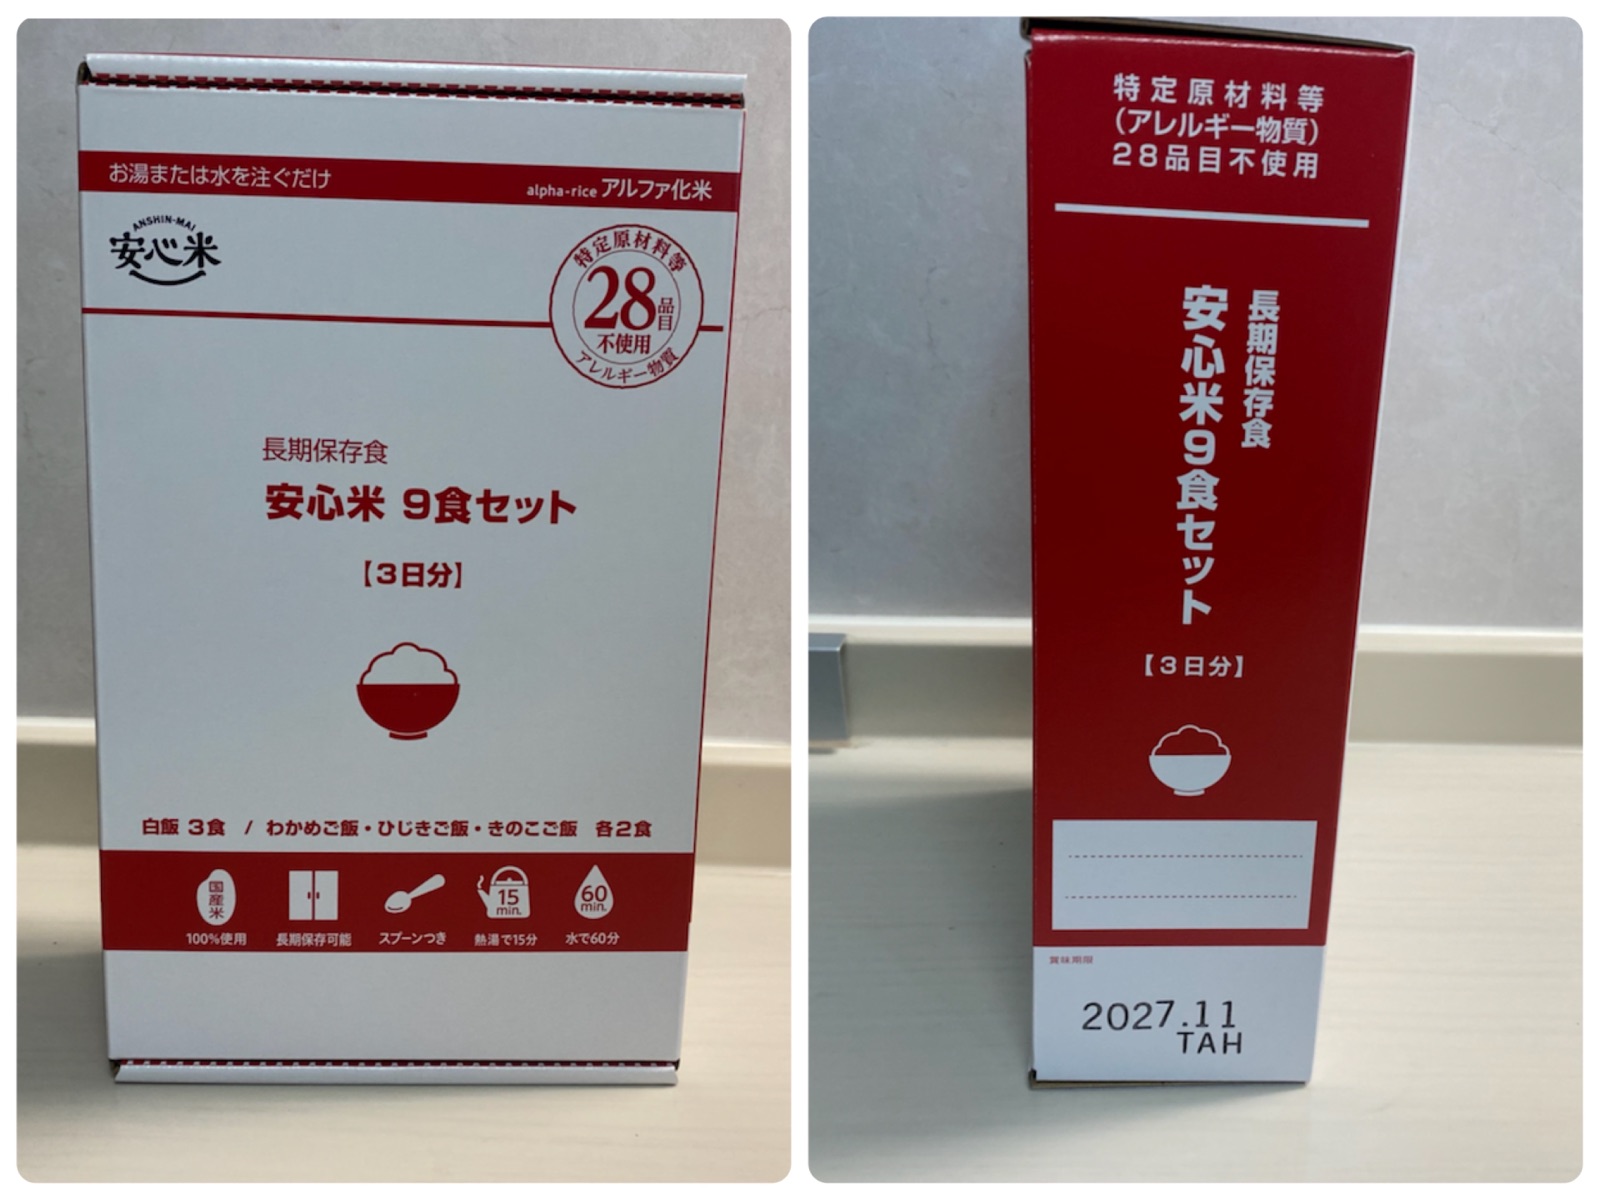 お湯または水を注ぐだけ
alpha-rice アルファ化米
ANSHIN-MAI
安心米
特定原材料等
28品目
不使用
アレルギー物質
長期保存食
安心米 9食セット
【3日分】
白飯 3食 / わかめご飯・ひじきご飯・きのこご飯 各2食
国産米
15
min.
60
min.
100%使用
長期保存可能
スプーンつき
熱湯で15分
水で60分
特定原材料等
(アレルギー物質)
28品目不使用
長期保存食
安心米9食セット
【3日分】
賞味期限
2027.11
TAH